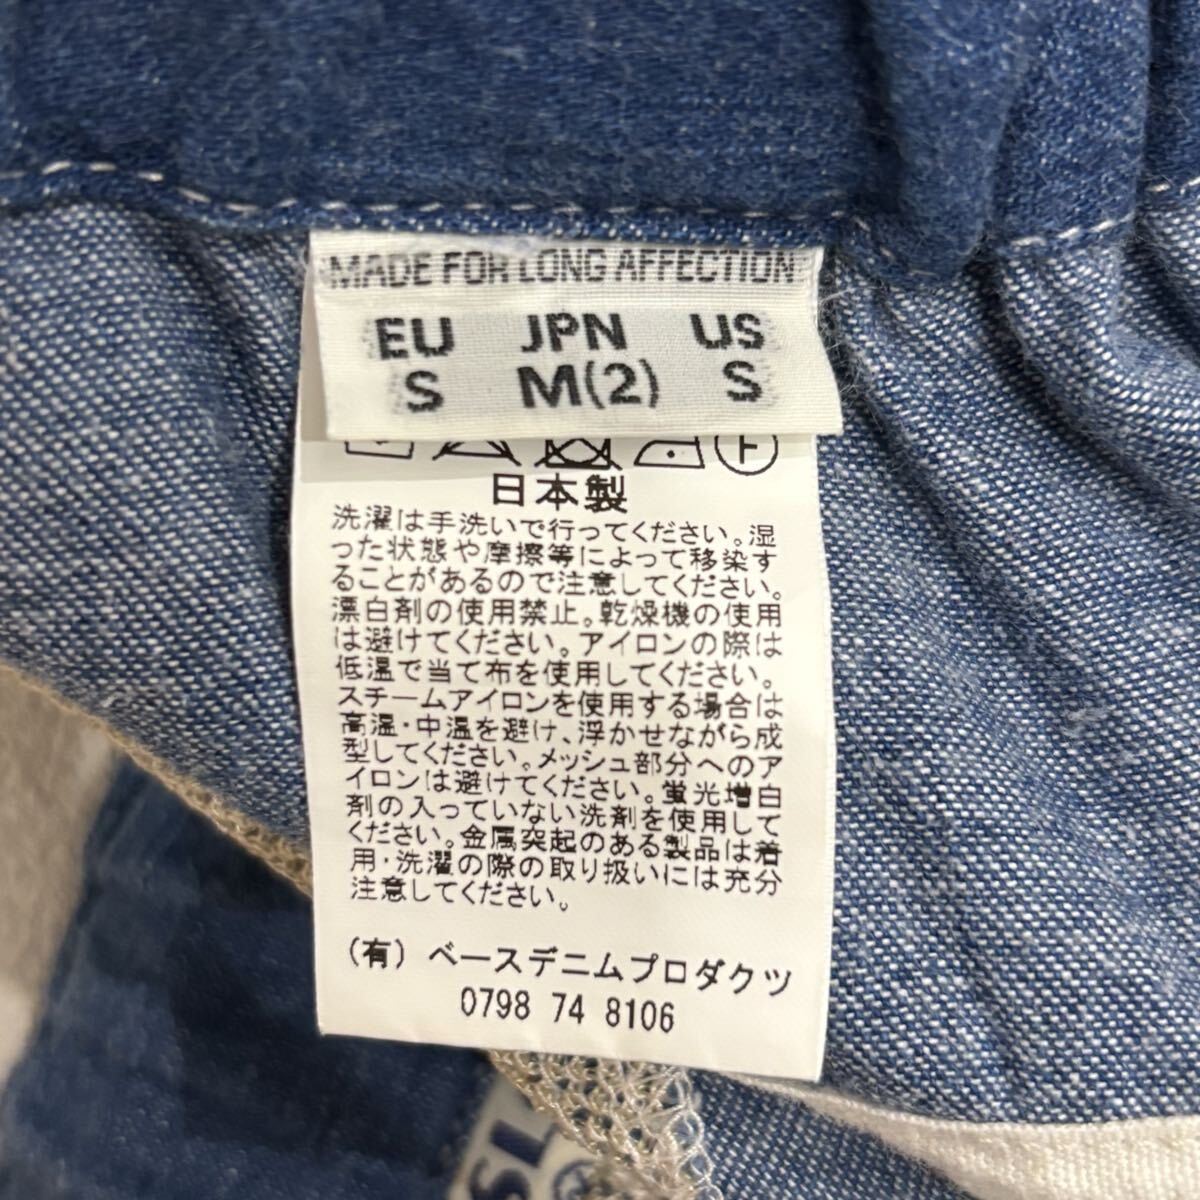 MADE FOR LONG AFFECTION
EU JPN US
S M(2) S
F
日本製
洗濯は手洗いで行ってください。湿
った状態や摩擦等によって移染す
ることがあるので注意してください。
漂白剤の使用禁止。乾燥機の使用
は避けてください。アイロンの際は
低温で当て布を使用してください。
スチームアイロンを使用する場合は
高温・中温を避け、浮かせながら成
型してください。メッシュ部分へのア
イロンは避けてください。蛍光増白
剤の入っていない洗剤を使用して
ください。金属突起のある製品は着
用・洗濯の際の取り扱いには充分
注意してください。
(有) ベースデニムプロダクツ
0798 74 8106